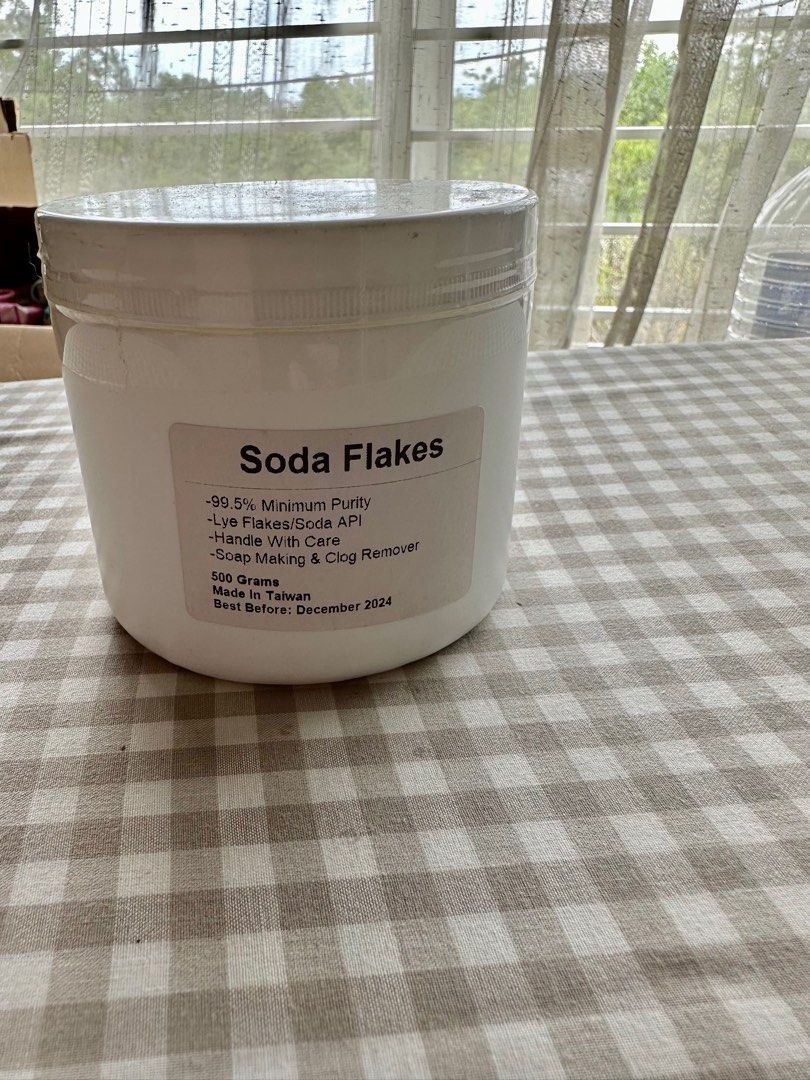 Soda Flakes
-99.5% Minimum Purity
-Lye Flakes/Soda API
-Handle With Care
-Soap Making & Clog Remover
500 Grams
Made In Taiwan
Best Before: December 2024